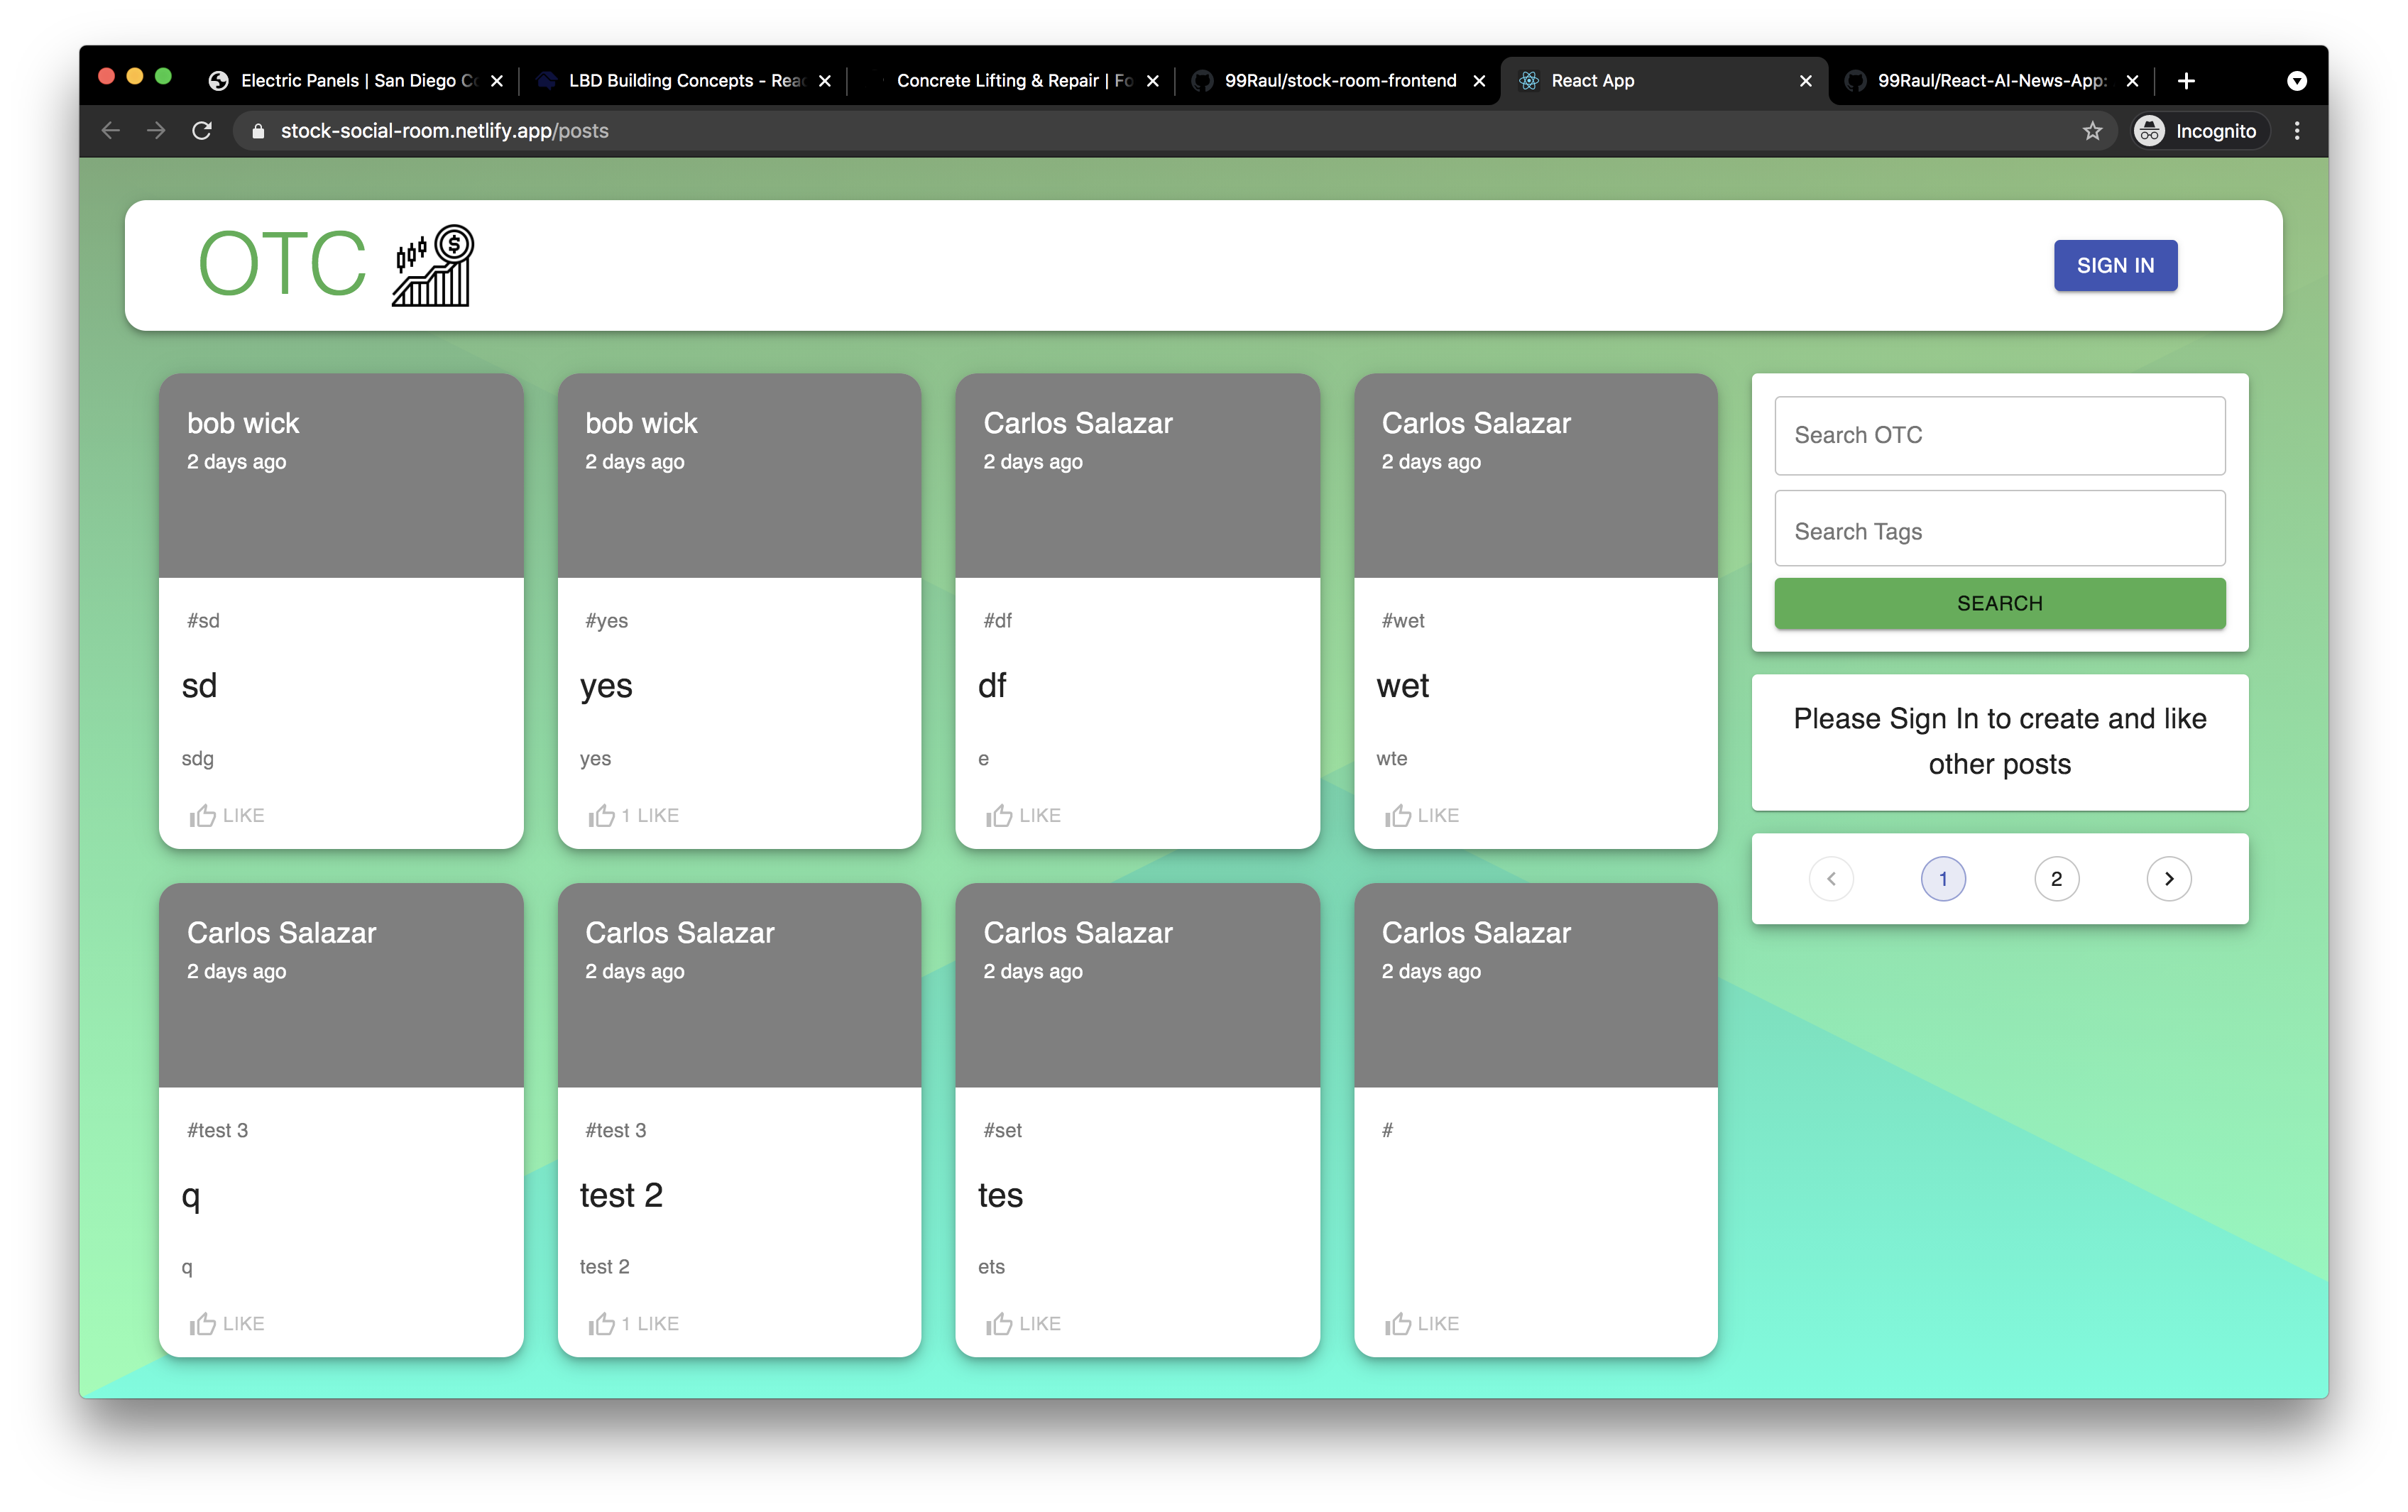 Electric Panels | San Diego Co
LBD Building Concepts - Reac
Concrete Lifting & Repair | Fo
99Raul/stock-room-frontend
React App
99Raul/React-AI-News-App:
stock-social-room.netlify.app/posts
Incognito
OTC
SIGN IN
bob wick
2 days ago
#sd
sd
sdg
LIKE
bob wick
2 days ago
#yes
yes
yes
1 LIKE
Carlos Salazar
2 days ago
#df
df
e
LIKE
Carlos Salazar
2 days ago
#wet
wet
wte
LIKE
Search OTC
Search Tags
SEARCH
Please Sign In to create and like
other posts
1 2
Carlos Salazar
2 days ago
#test 3
q
q
LIKE
Carlos Salazar
2 days ago
#test 3
test 2
test 2
1 LIKE
Carlos Salazar
2 days ago
#set
tes
ets
LIKE
Carlos Salazar
2 days ago
#
LIKE